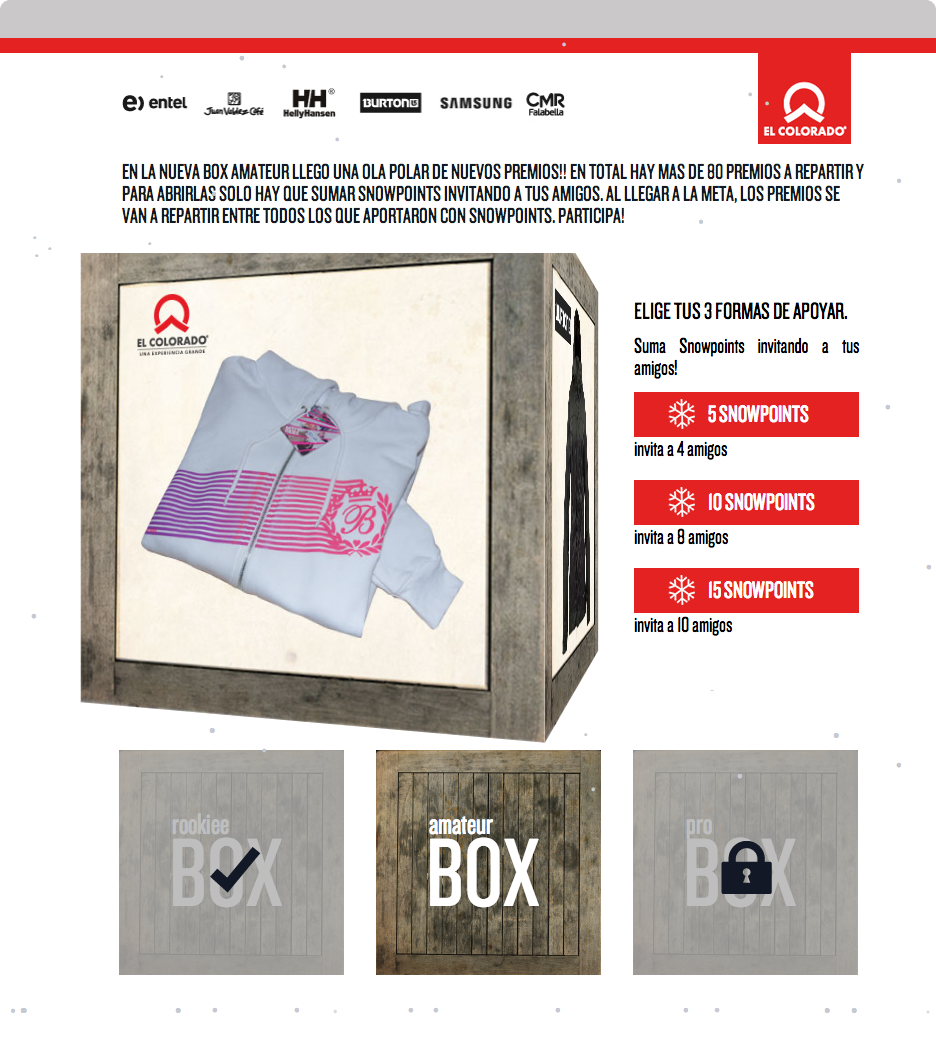 entel
Juan Valdez Café
HH®
HellyHansen
BURTON
SAMSUNG
CMR
Falabella
EL COLORADO®
EN LA NUEVA BOX AMATEUR LLEGO UNA OLA POLAR DE NUEVOS PREMIOS!! EN TOTAL HAY MAS DE 80 PREMIOS A REPARTIR Y
PARA ABRIRLAS SOLO HAY QUE SUMAR SNOWPOINTS INVITANDO A TUS AMIGOS. AL LLEGAR A LA META, LOS PREMIOS SE
VAN A REPARTIR ENTRE TODOS LOS QUE APORTARON CON SNOWPOINTS. PARTICIPA!
EL COLORADO®
UNA EXPERIENCIA GRANDE
B
ELIGE TUS 3 FORMAS DE APOYAR.
Suma Snowpoints invitando a tus
amigos!
5 SNOWPOINTS
invita a 4 amigos
10 SNOWPOINTS
invita a 8 amigos
15 SNOWPOINTS
invita a 10 amigos
rookiee
BOX
amateur
BOX
pro
BOX